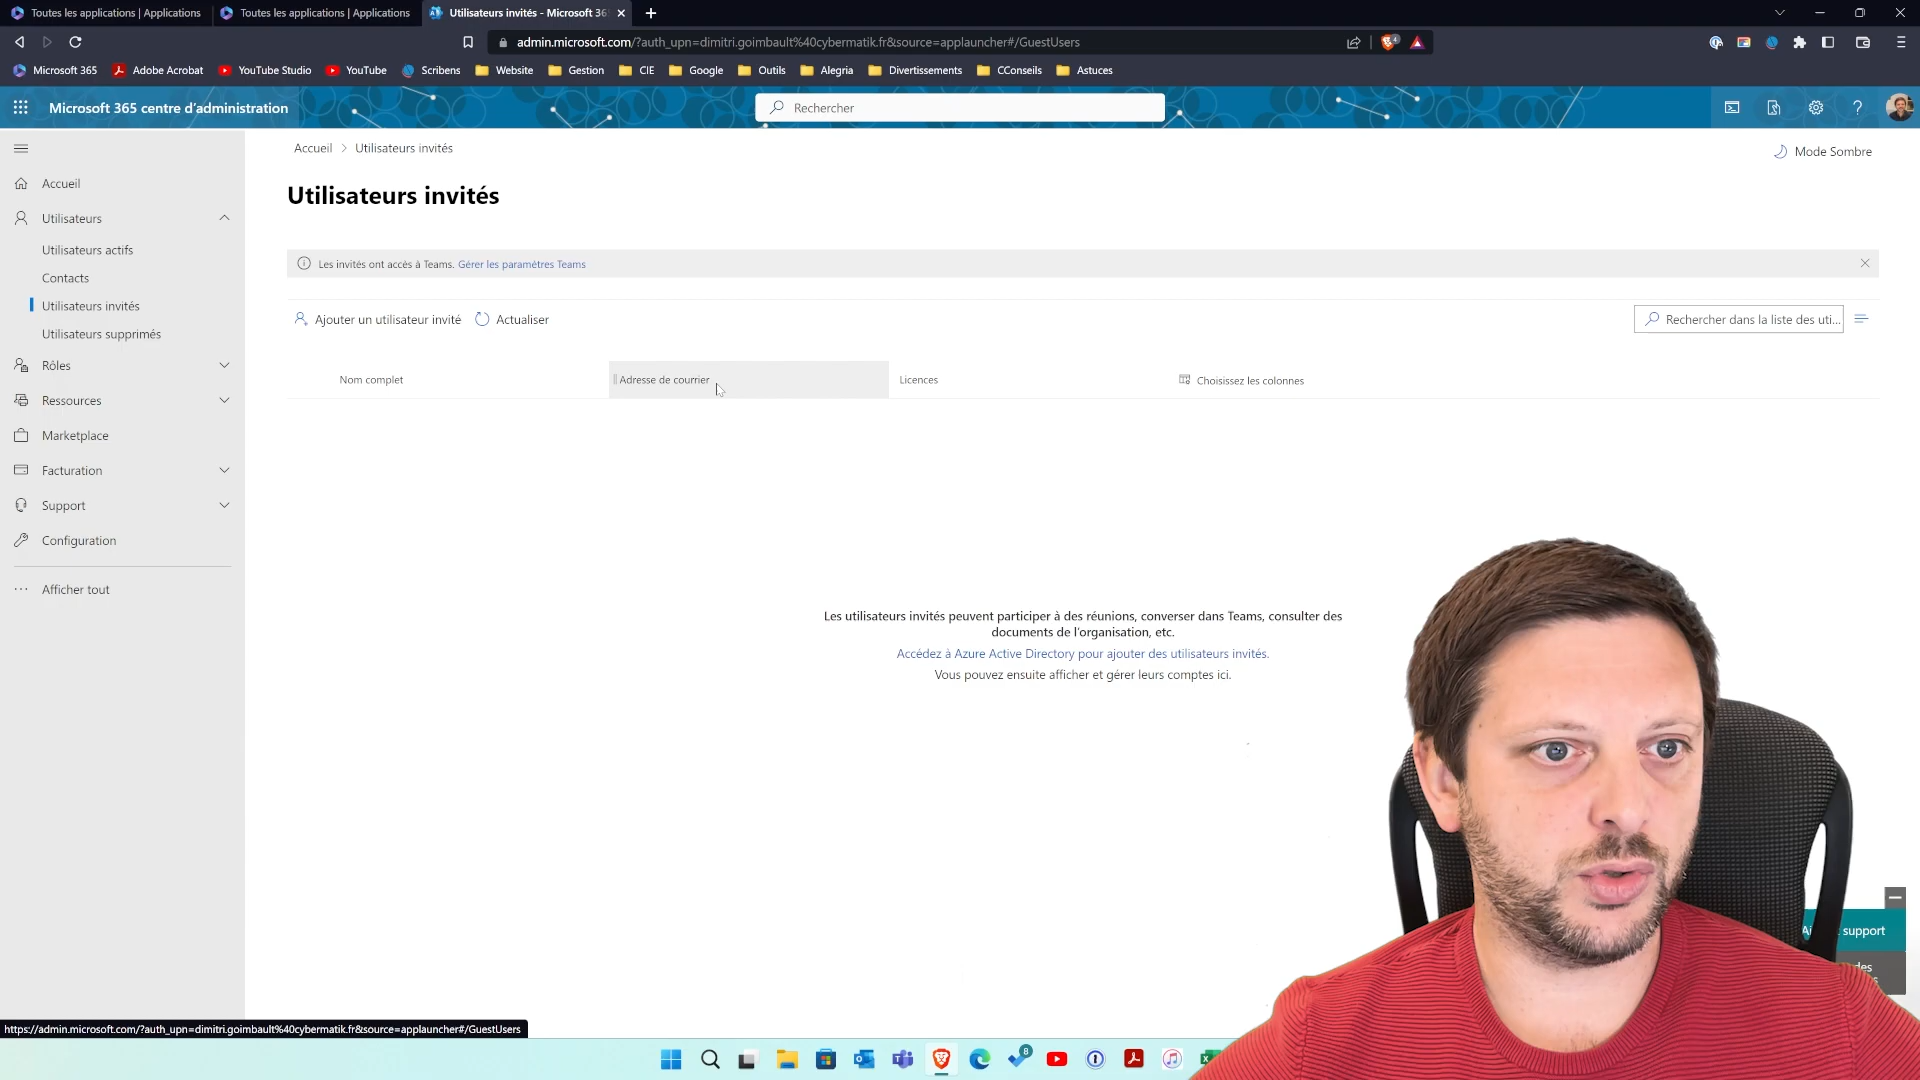 Toutes les applications | Applications
Toutes les applications | Applications
Utilisateurs invités - Microsoft 36
admin.microsoft.com/?auth_upn=dimitri.goimbault%40cybermatik.fr&source=applauncher#/GuestUsers
Microsoft 365
Adobe Acrobat
YouTube Studio
YouTube
Scribens
Website
Gestion
CIE
Google
Outils
Alegria
Divertissements
CConseils
Astuces
Microsoft 365 centre d'administration
Rechercher
Accueil > Utilisateurs invités
Mode Sombre
Utilisateurs invités
Accueil
Utilisateurs
Utilisateurs actifs
Contacts
Utilisateurs invités
Utilisateurs supprimés
Rôles
Ressources
Marketplace
Facturation
Support
Configuration
Afficher tout
Les invités ont accès à Teams. Gérer les paramètres Teams
Ajouter un utilisateur invité
Actualiser
Rechercher dans la liste des uti...
Nom complet
Adresse de courrier
Licences
Choisissez les colonnes
Les utilisateurs invités peuvent participer à des réunions, converser dans Teams, consulter des
documents de l'organisation, etc.
Accédez à Azure Active Directory pour ajouter des utilisateurs invités.
Vous pouvez ensuite afficher et gérer leurs comptes ici.
support
https://admin.microsoft.com/?auth_upn=dimitri.goimbault%40cybermatik.fr&source=applauncher#/GuestUsers
8